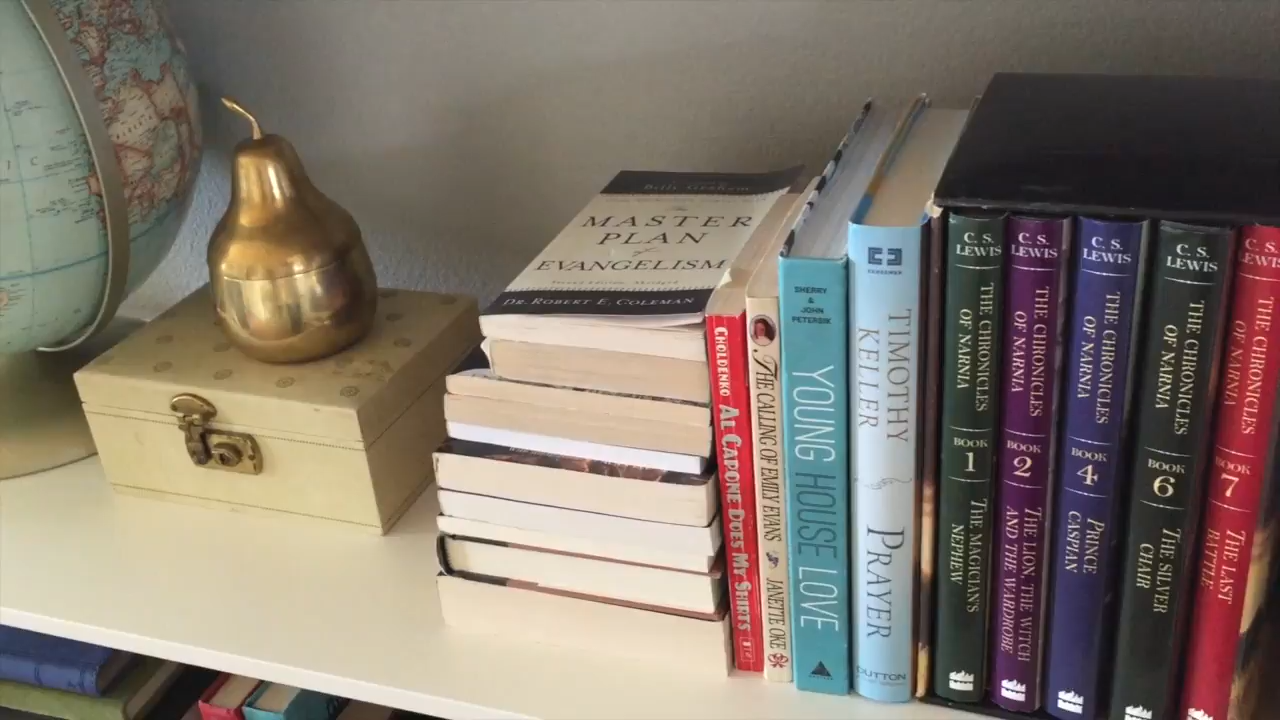 Billy Graham
THE
MASTER
PLAN
of
EVANGELISM
DR. ROBERT E. COLEMAN
CHOLDENKO
AL CAPONE DOES MY SHIRTS
THE CALLING OF EMILY EVANS
JANETTE OKE
SHERRY
&
JOHN
PETERSIK
YOUNG HOUSE LOVE
TIMOTHY
KELLER
PRAYER
DUTTON
C. S.
LEWIS
THE CHRONICLES
OF NARNIA
BOOK
1
THE MAGICIAN'S
NEPHEW
C. S.
LEWIS
THE CHRONICLES
OF NARNIA
BOOK
2
THE LION, THE WITCH
AND THE WARDROBE
C. S.
LEWIS
THE CHRONICLES
OF NARNIA
BOOK
4
PRINCE
CASPIAN
C. S.
LEWIS
THE CHRONICLES
OF NARNIA
BOOK
6
THE SILVER
CHAIR
C. S.
LEWIS
THE CHRONICLES
OF NARNIA
BOOK
7
THE LAST
BATTLE